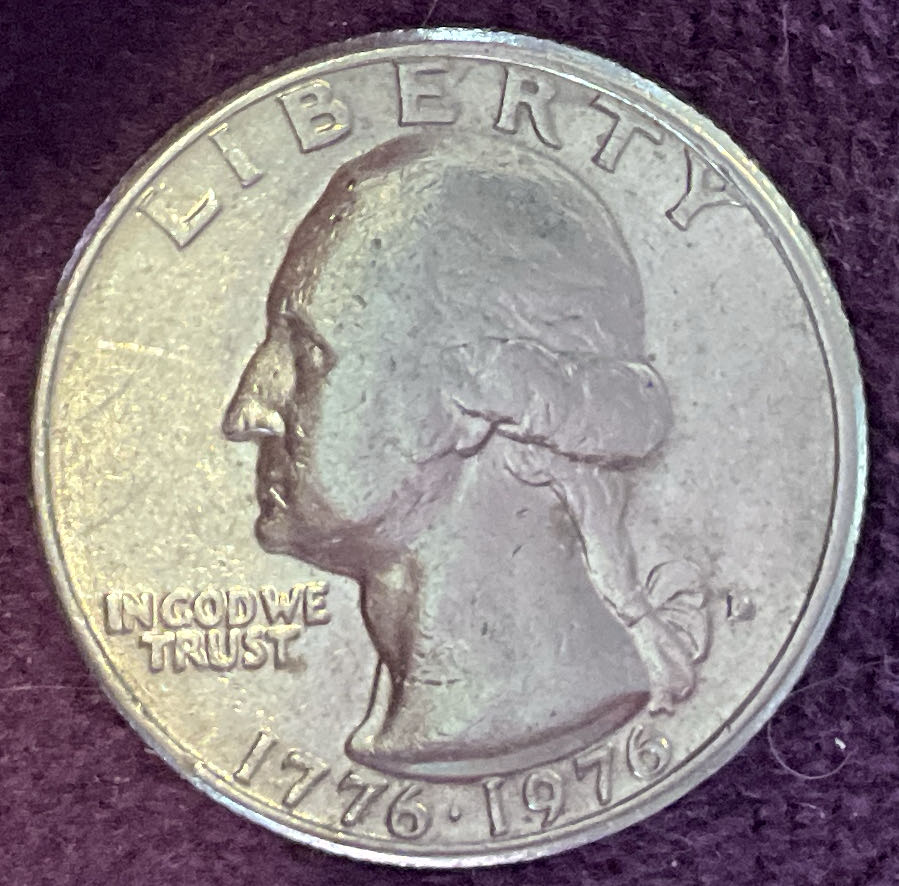 LIBERTY
IN GOD WE
TRUST
D
1776·1976